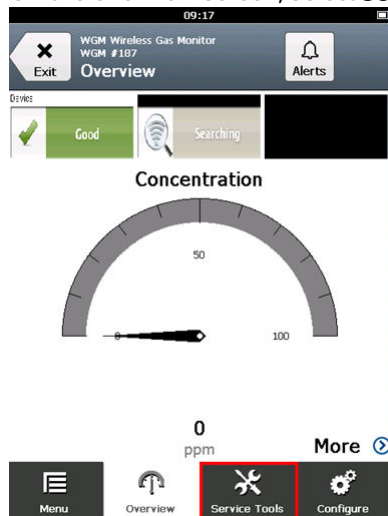 09:17
WGM Wireless Gas Monitor
WGM #187
Exit
Overview
Alerts
Device
Good
Searching
Concentration
50
0
100
0
ppm
More
Menu
Overview
Service Tools
Configure